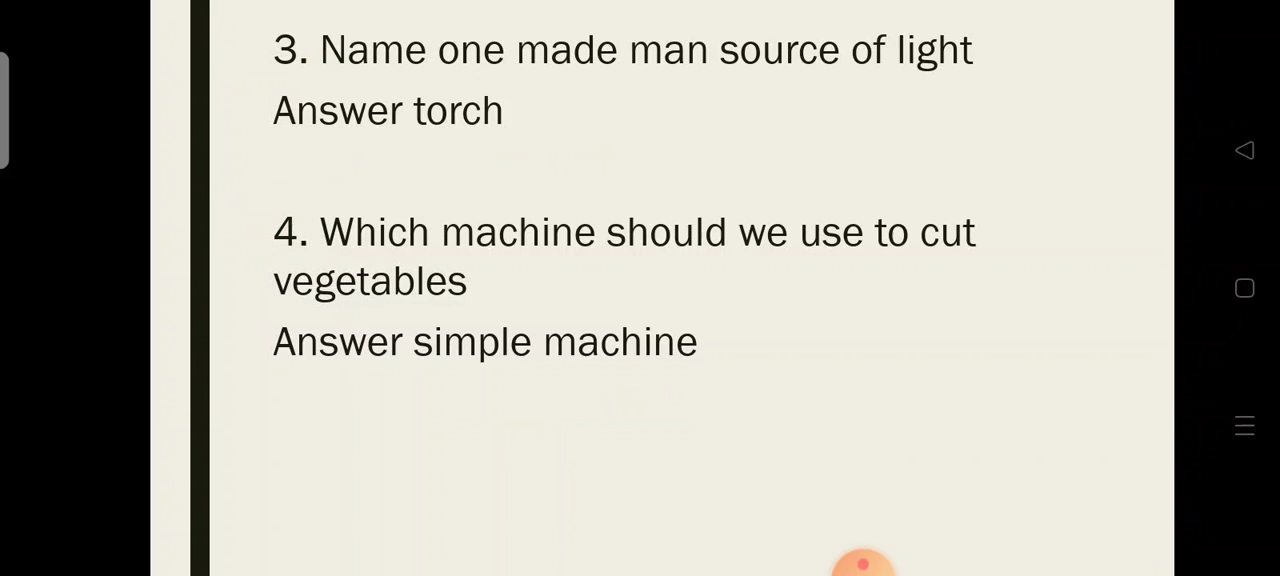 3. Name one made man source of light
Answer torch
4. Which machine should we use to cut
vegetables
Answer simple machine